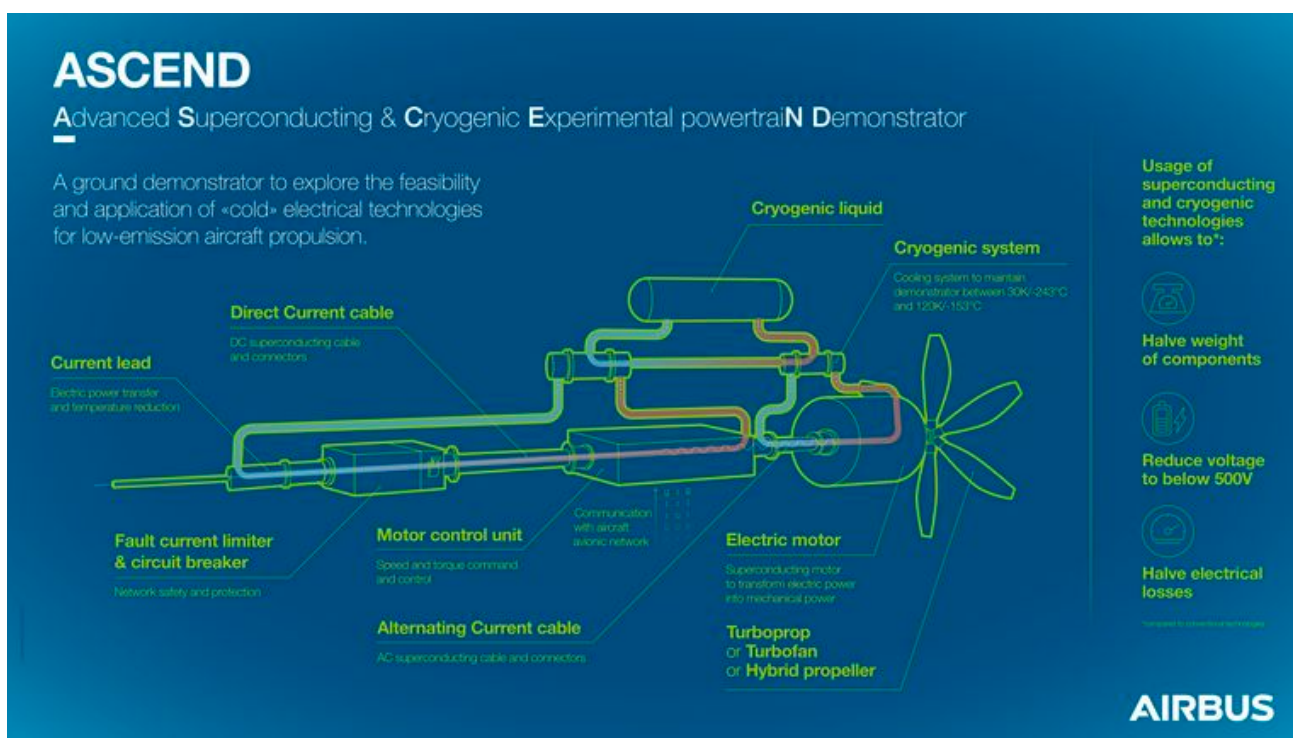 ASCEND
Advanced Superconducting & Cryogenic Experimental powertraiN Demonstrator
A ground demonstrator to explore the feasibility
and application of «cold» electrical technologies
for low-emission aircraft propulsion.
Cryogenic liquid
Cryogenic system
Cooling system to maintain
demonstrator between 30K/-243°C
and 120K/-153°C
Direct Current cable
DC superconducting cable
and connectors
Current lead
Electric power transfer
and temperature reduction
Fault current limiter
& circuit breaker
Network safety and protection
Motor control unit
Speed and torque command
and control
Communication
with aircraft
avionic network
Alternating Current cable
AC superconducting cable and connectors
Electric motor
Superconducting motor
to transform electric power
into mechanical power
Turboprop
or Turbofan
or Hybrid propeller
Usage of
superconducting
and cryogenic
technologies
allows to*:
Halve weight
of components
Reduce voltage
to below 500V
Halve electrical
losses
*compared to conventional technologies
AIRBUS